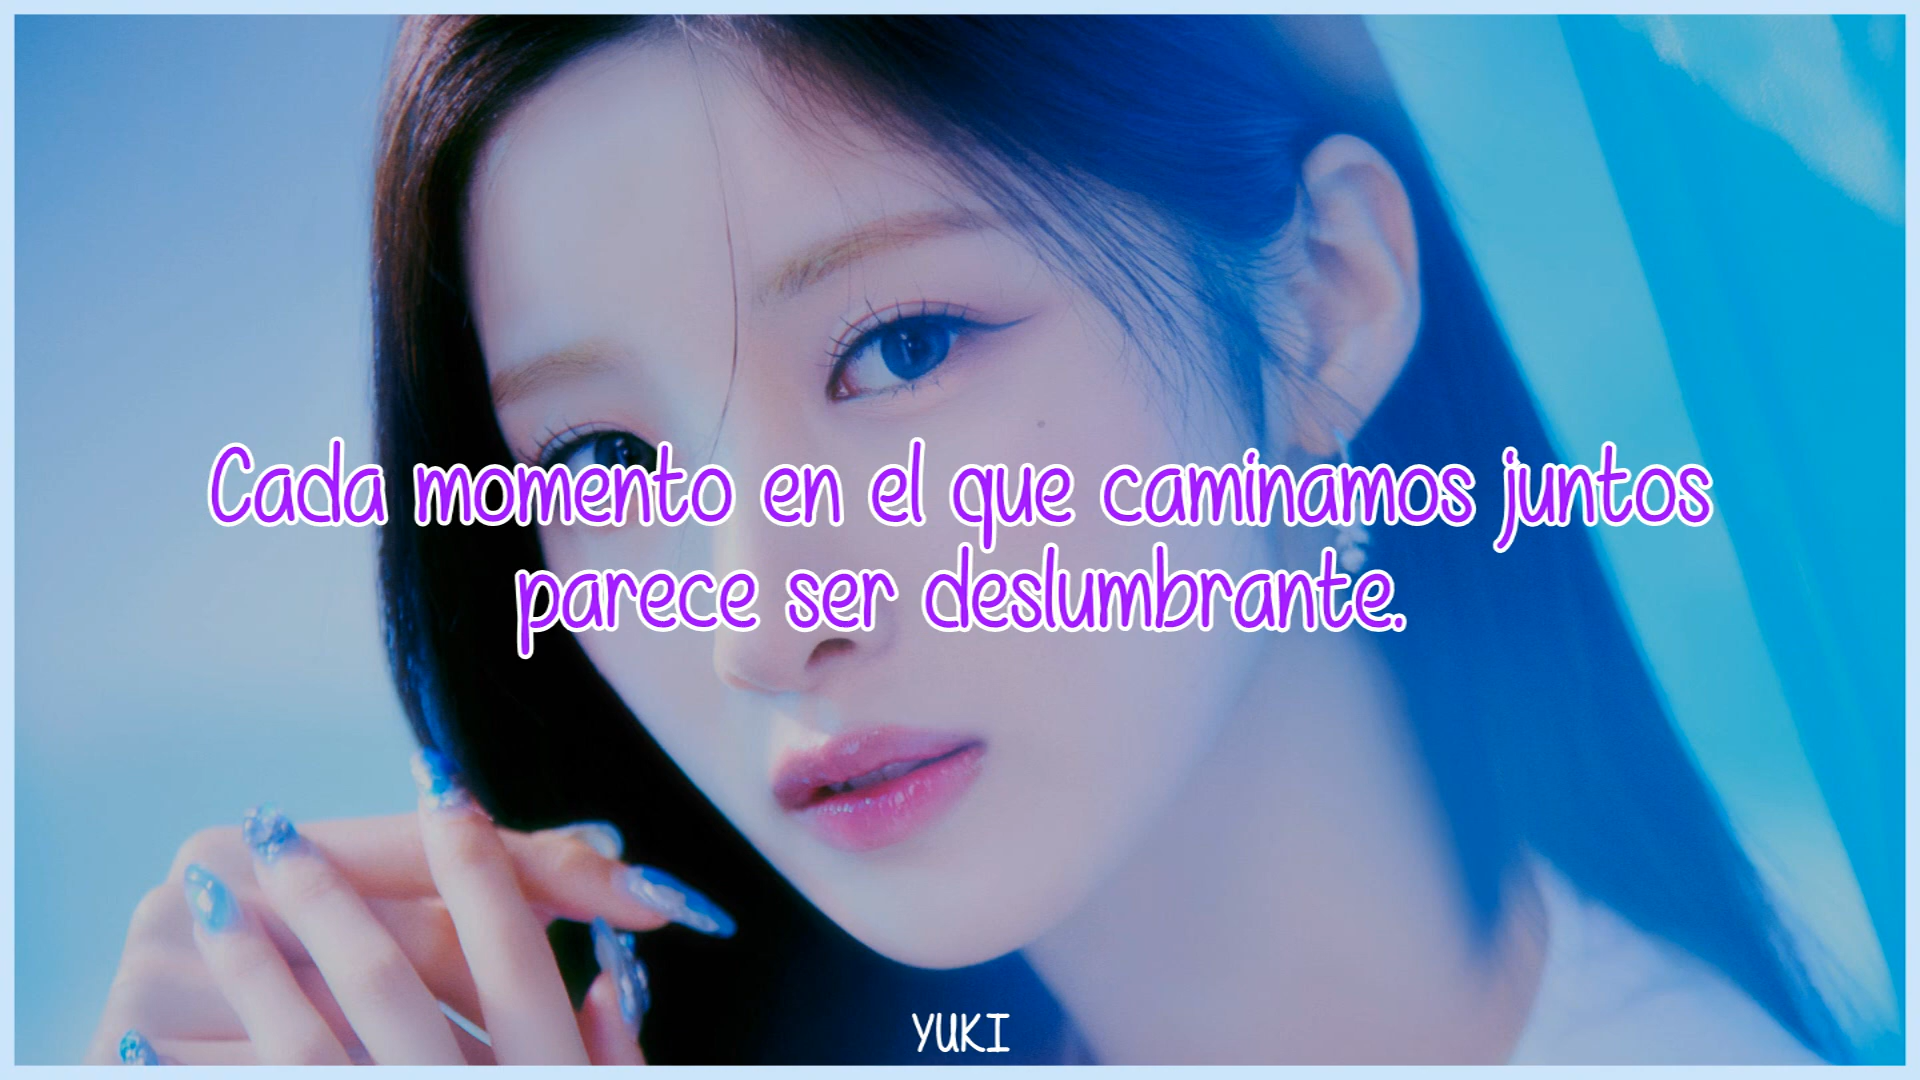 Cada momento en el que caminamos juntos
parece ser deslumbrante.
YUKI